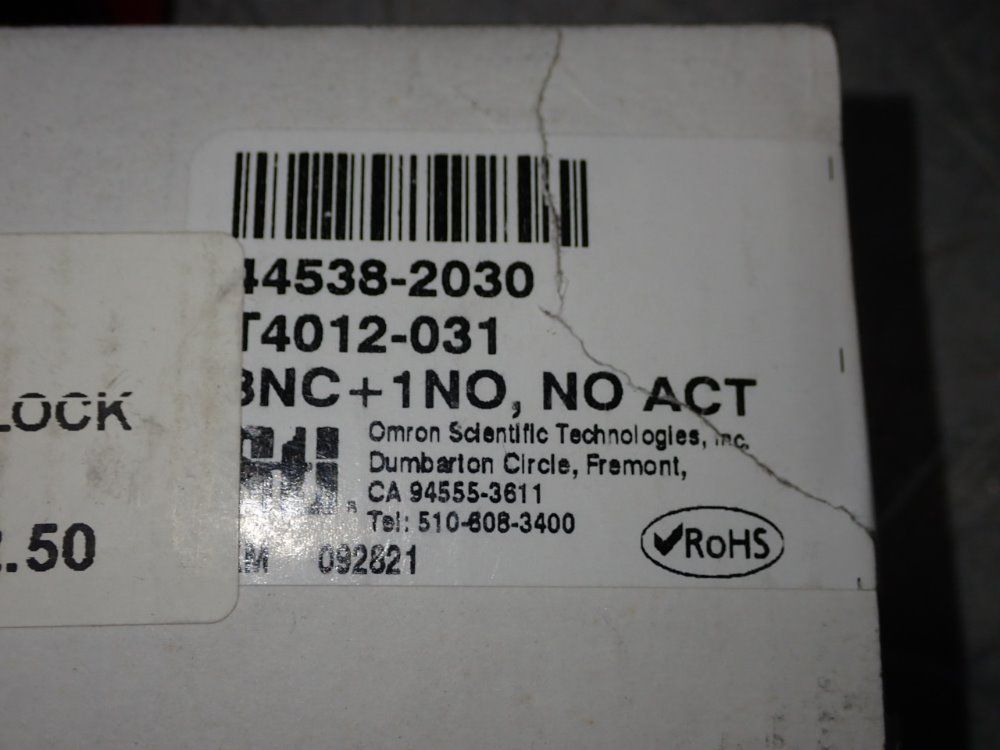 44538-2030
T4012-031
3NC+1NO, NO ACT
LOCK
Omron Scientific Technologies, Inc.
Dumbarton Circle, Fremont,
CA 94555-3611
Tel: 510-608-3400
.50
092821
RoHS